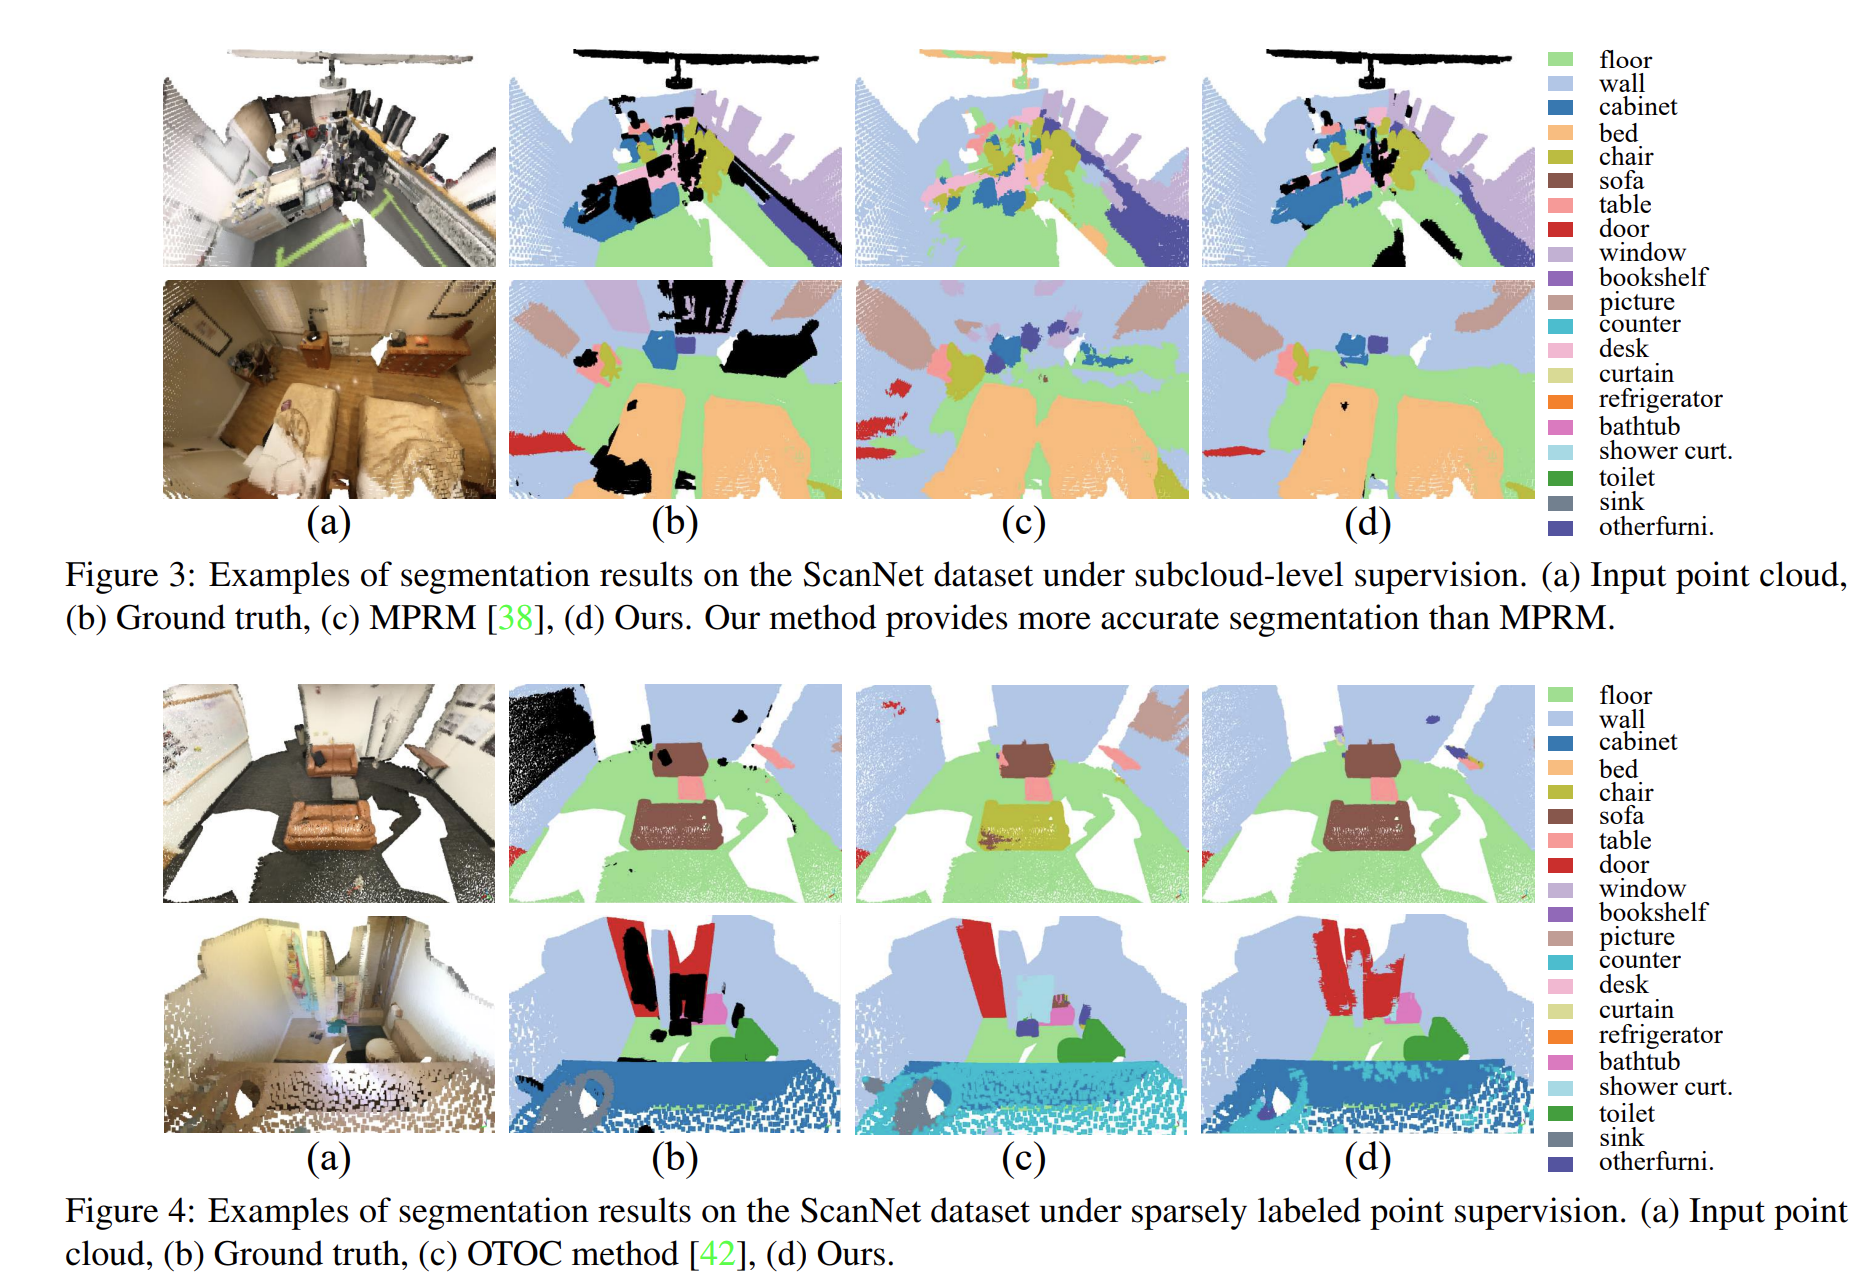 floor
wall
cabinet
bed
chair
sofa
table
door
window
bookshelf
picture
counter
desk
curtain
refrigerator
bathtub
shower curt.
toilet
sink
otherfurni.
(a) (b) (c) (d)
Figure 3: Examples of segmentation results on the ScanNet dataset under subcloud-level supervision. (a) Input point cloud,
(b) Ground truth, (c) MPRM [38], (d) Ours. Our method provides more accurate segmentation than MPRM.
floor
wall
cabinet
bed
chair
sofa
table
door
window
bookshelf
picture
counter
desk
curtain
refrigerator
bathtub
shower curt.
toilet
sink
otherfurni.
(a) (b) (c) (d)
Figure 4: Examples of segmentation results on the ScanNet dataset under sparsely labeled point supervision. (a) Input point
cloud, (b) Ground truth, (c) OTOC method [42], (d) Ours.